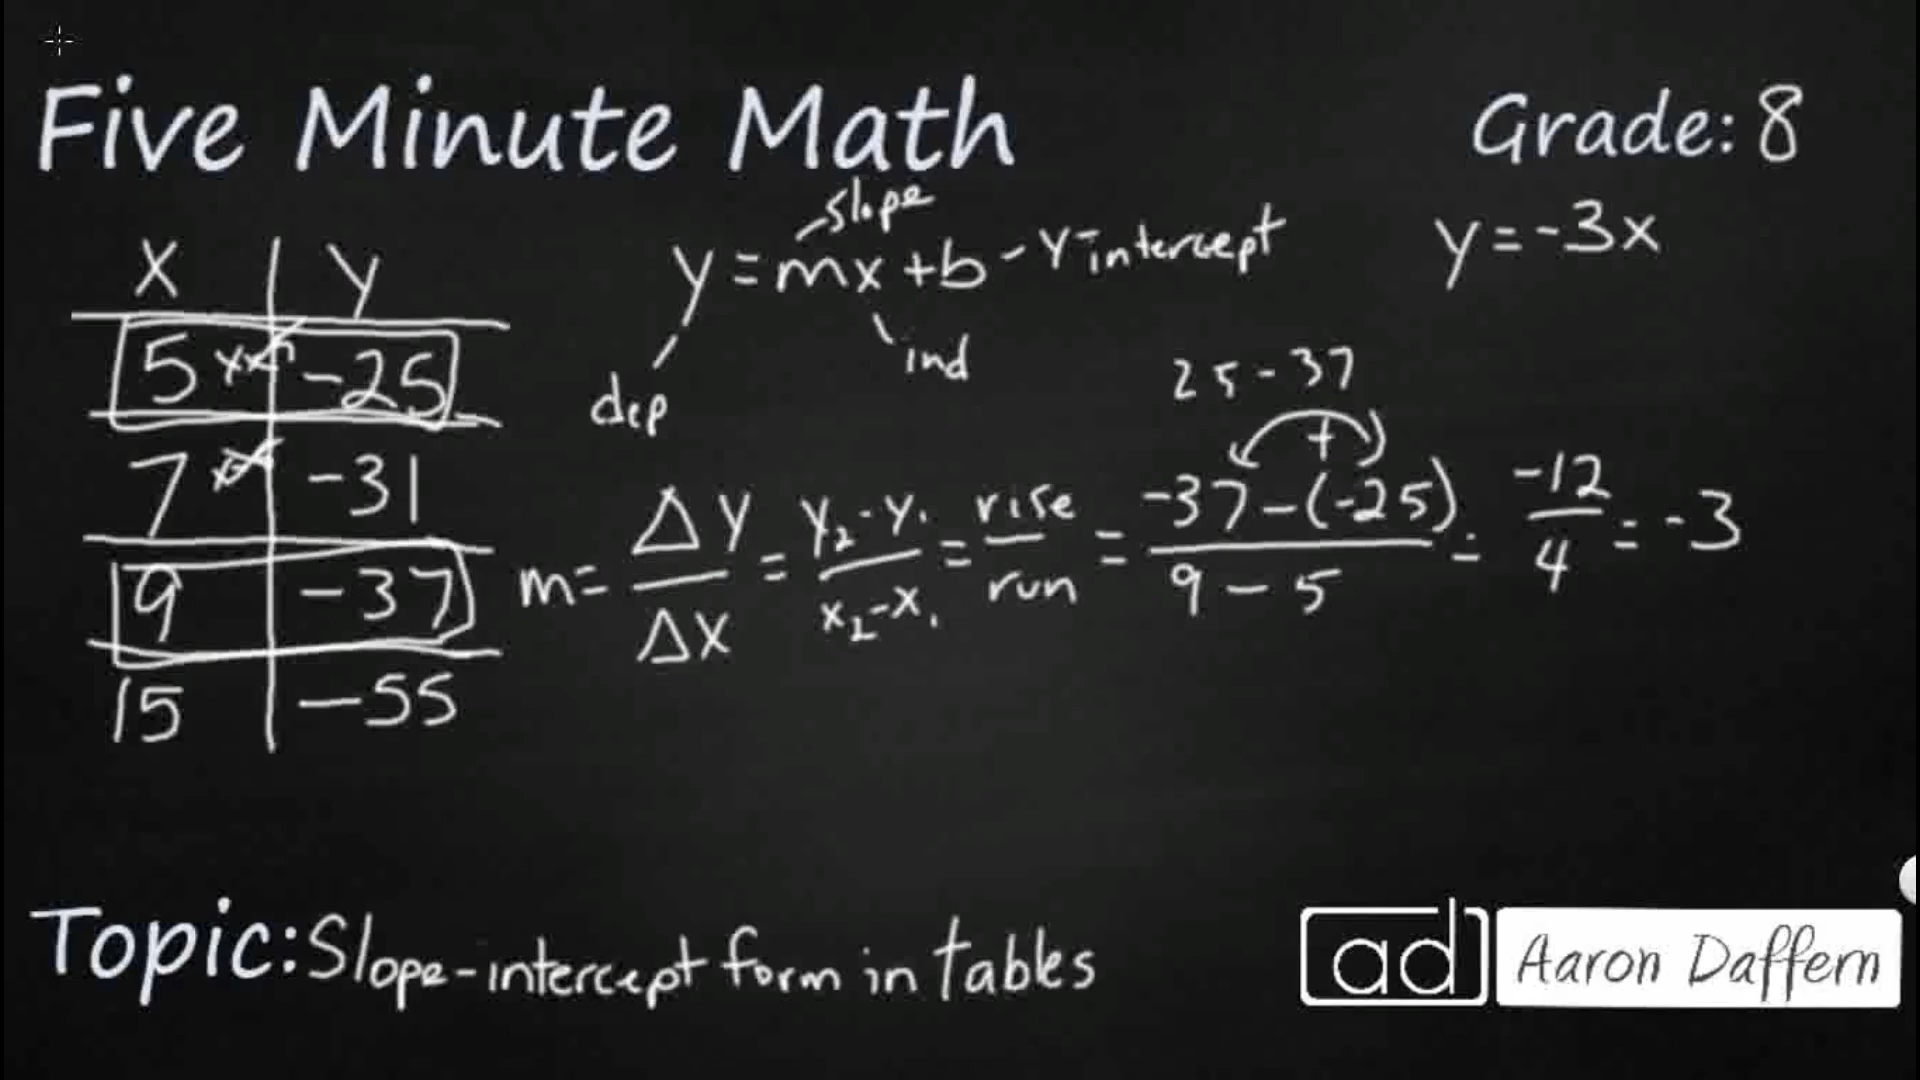 Five Minute Math
Grade: 8
slope
y = mx + b - Y-intercept
y = -3x
dep
ind
X Y
5 -25
7 -31
9 -37
15 -55
25 - 37
+
m = ΔY/ΔX = Y₂-Y₁/X₂-X₁ = rise/run = -37-(-25)/9-5 = -12/4 = -3
Topic: Slope-intercept form in tables
ad Aaron Daffern